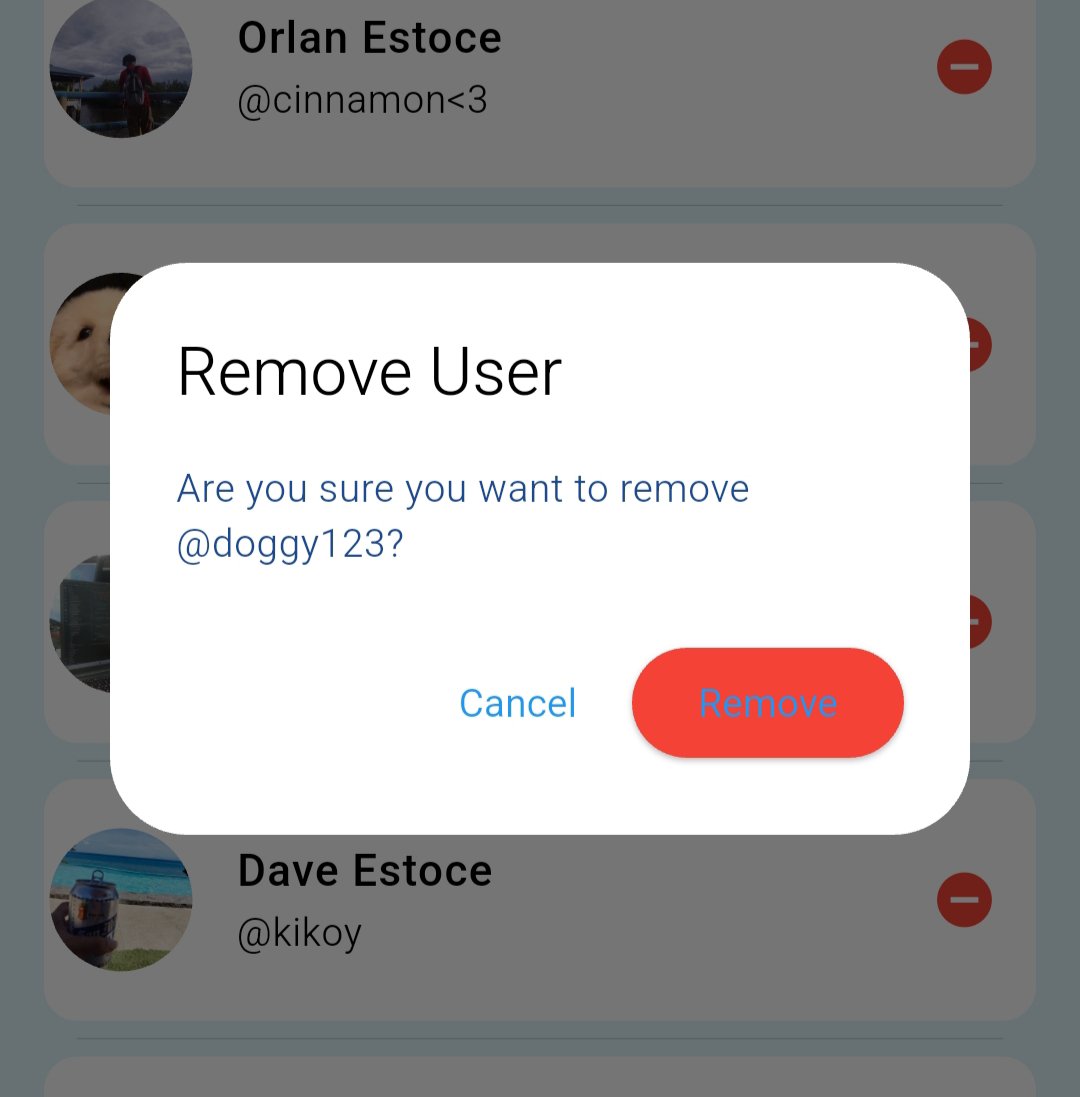 Orlan Estoce
@cinnamon<3
Remove User
Are you sure you want to remove
@doggy123?
Cancel
Remove
Dave Estoce
@kikoy